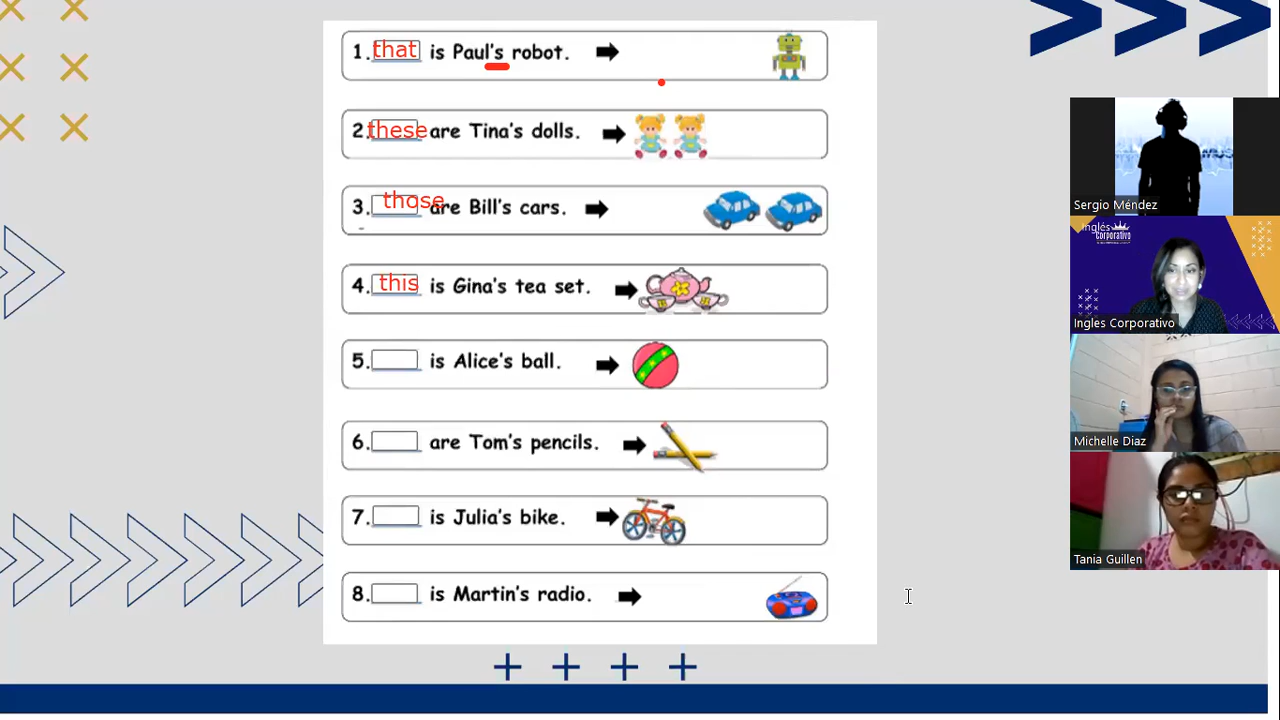 1. that is Paul's robot.
2. these are Tina's dolls.
3. those are Bill's cars.
4. this is Gina's tea set.
5. is Alice's ball.
6. are Tom's pencils.
7. is Julia's bike.
8. is Martin's radio.
Sergio Méndez
Inglés
Corporativo
Ingles Corporativo
Michelle Diaz
Tania Guillen